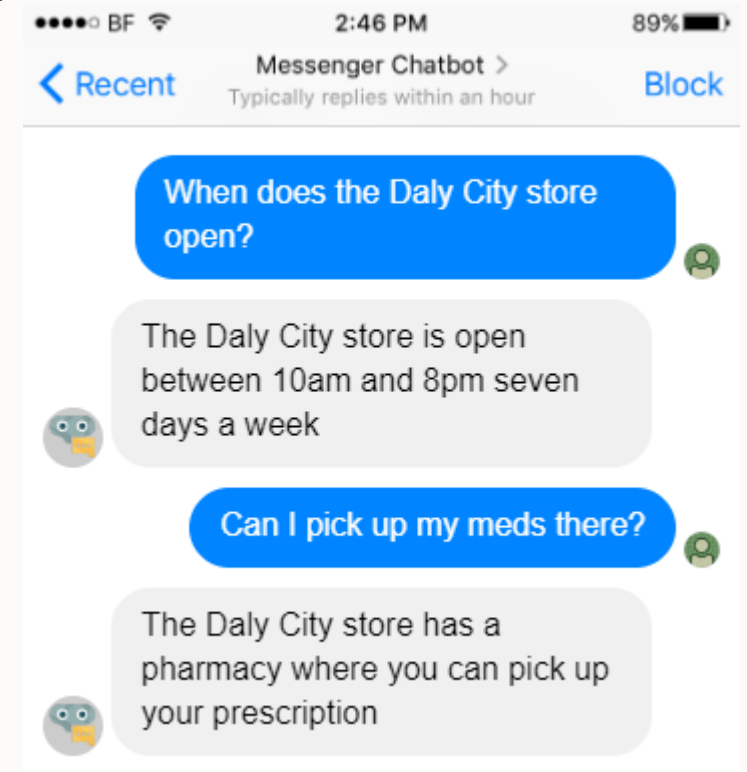 BF 2:46 PM 89%
Recent Messenger Chatbot > Block
Typically replies within an hour
When does the Daly City store
open?
The Daly City store is open
between 10am and 8pm seven
days a week
Can I pick up my meds there?
The Daly City store has a
pharmacy where you can pick up
your prescription